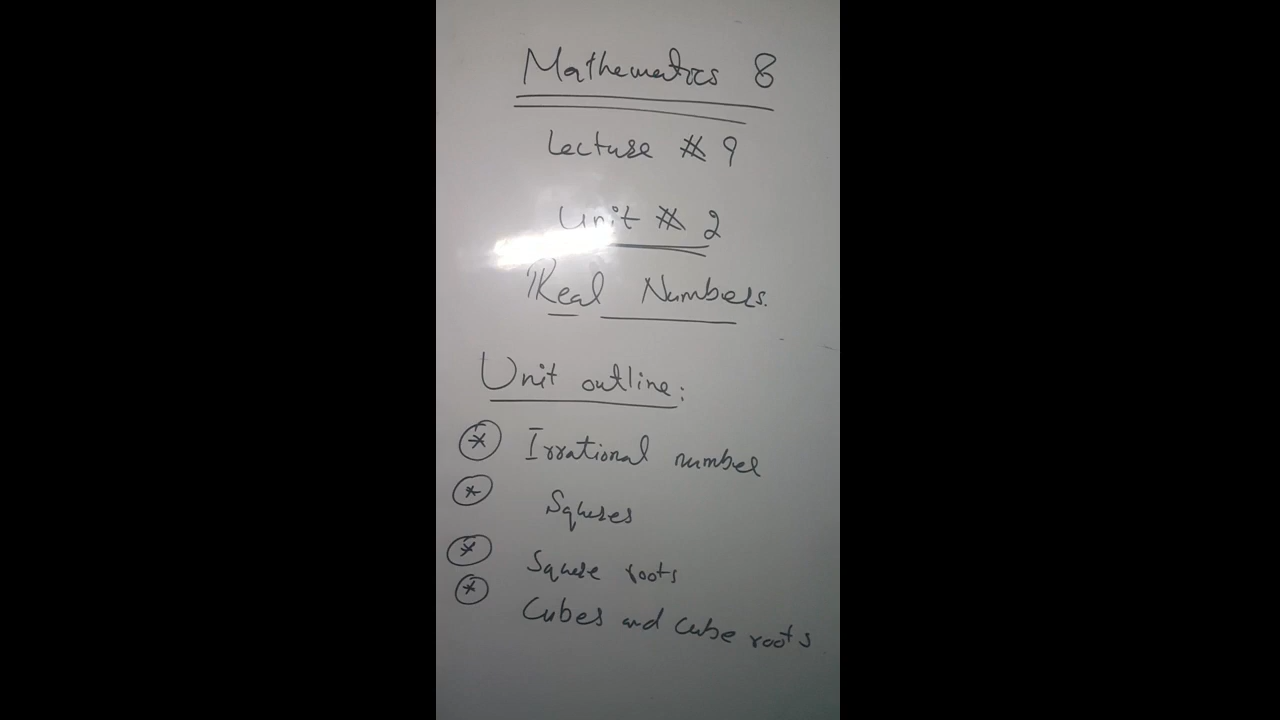 Mathematics 8
Lecture # 9
Unit # 2
Real Numbers.
Unit outline:
* Irrational number
* Squares
* Square roots
* Cubes and cube roots